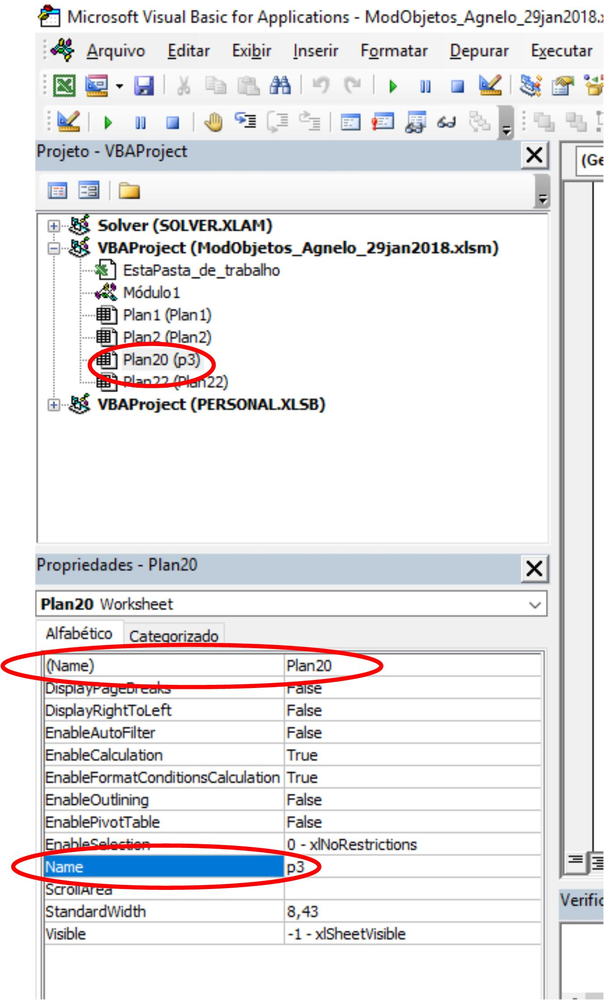 Microsoft Visual Basic for Applications - ModObjetos_Agnelo_29jan2018.x
Arquivo Editar Exibir Inserir Formatar Depurar Executar
Projeto - VBAProject
(Ge
Solver (SOLVER.XLAM)
VBAProject (ModObjetos_Agnelo_29jan2018.xlsm)
EstaPasta_de_trabalho
Módulo1
Plan1 (Plan1)
Plan2 (Plan2)
Plan20 (p3)
Plan22 (Plan22)
VBAProject (PERSONAL.XLSB)
Propriedades - Plan20
Plan20 Worksheet
Alfabético Categorizado
(Name) Plan20
DisplayPageBreaks False
DisplayRightToLeft False
EnableAutoFilter False
EnableCalculation True
EnableFormatConditionsCalculation True
EnableOutlining False
EnablePivotTable False
EnableSelection 0 - xlNoRestrictions
Name p3
ScrollArea
StandardWidth 8,43
Visible -1 - xlSheetVisible
Verific